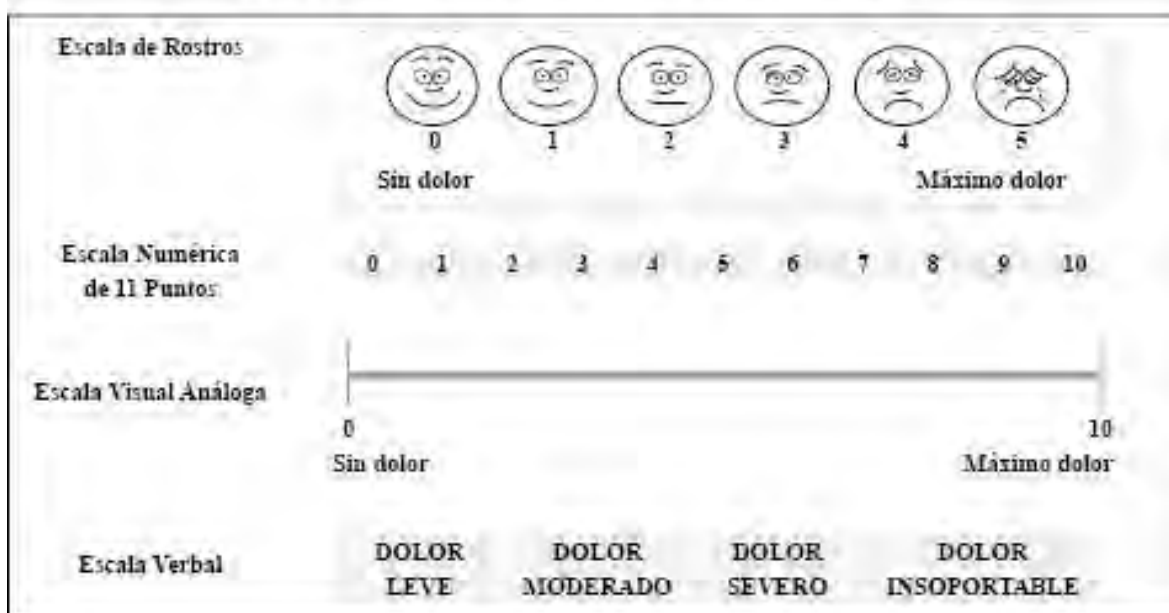 Escala de Rostros
0 1 2 3 4 5
Sin dolor Máximo dolor
Escala Numérica
de 11 Puntos
0 1 2 3 4 5 6 7 8 9 10
Escala Visual Análoga
0 10
Sin dolor Máximo dolor
Escala Verbal
DOLOR DOLOR DOLOR DOLOR
LEVE MODERADO SEVERO INSOPORTABLE